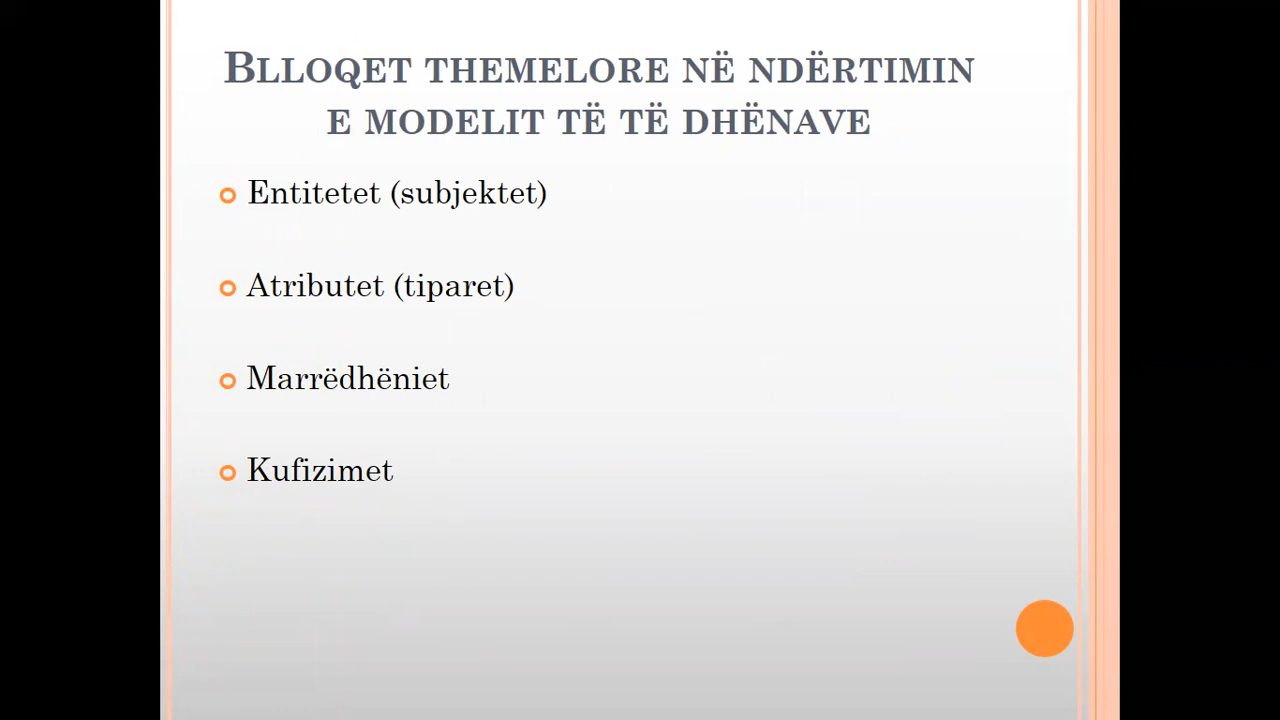 Blloqet themelore në ndërtimin
e modelit të të dhënave
Entitetet (subjektet)
Atributet (tiparet)
Marrëdhëniet
Kufizimet